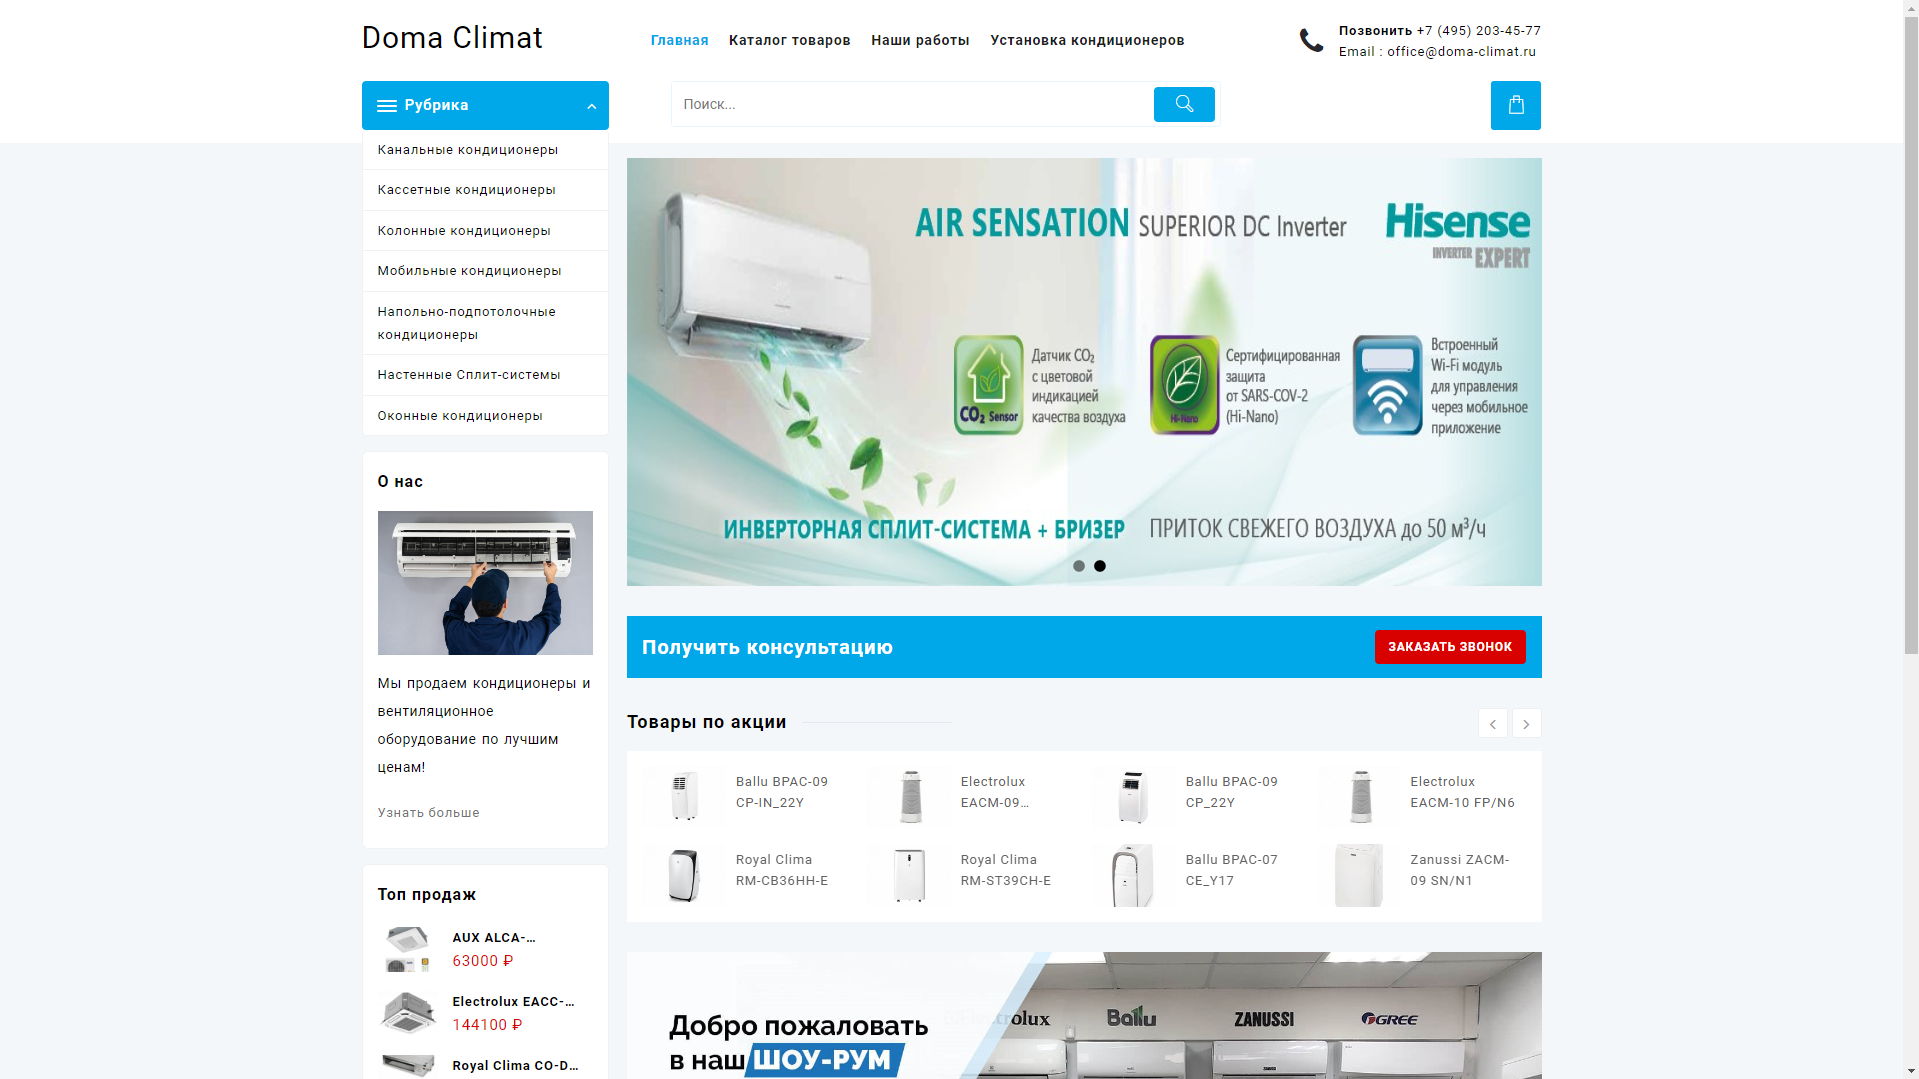 Doma Climat
Главная
Каталог товаров
Наши работы
Установка кондиционеров
Позвонить +7 (495) 203-45-77
Email : office@doma-climat.ru
Рубрика
Поиск...
Канальные кондиционеры
Кассетные кондиционеры
Колонные кондиционеры
Мобильные кондиционеры
Напольно-подпотолочные
кондиционеры
Настенные Сплит-системы
Оконные кондиционеры
О нас
Мы продаем кондиционеры и
вентиляционное
оборудование по лучшим
ценам!
Узнать больше
Топ продаж
AUX ALCA-...
63000 ₽
Electrolux EACC-...
144100 ₽
Royal Clima CO-D...
AIR SENSATION SUPERIOR DC Inverter
Hisense
INVERTER EXPERT
CO₂ Sensor
Датчик CO₂
с цветовой
индикацией
качества воздуха
Hi-Nano
Сертифицированная
защита
от SARS-COV-2
(Hi-Nano)
Встроенный
Wi-Fi модуль
для управления
через мобильное
приложение
ИНВЕРТОРНАЯ СПЛИТ-СИСТЕМА + БРИЗЕР ПРИТОК СВЕЖЕГО ВОЗДУХА до 50 м³/ч
Получить консультацию
ЗАКАЗАТЬ ЗВОНОК
Товары по акции
Ballu BPAC-09
CP-IN_22Y
Electrolux
EACM-09...
Ballu BPAC-09
CP_22Y
Electrolux
EACM-10 FP/N6
Royal Clima
RM-CB36HH-E
Royal Clima
RM-ST39CH-E
Ballu BPAC-07
CE_Y17
Zanussi ZACM-
09 SN/N1
Добро пожаловать
в наш ШОУ-РУМ
Electrolux
Ballu
ZANUSSI
GREE